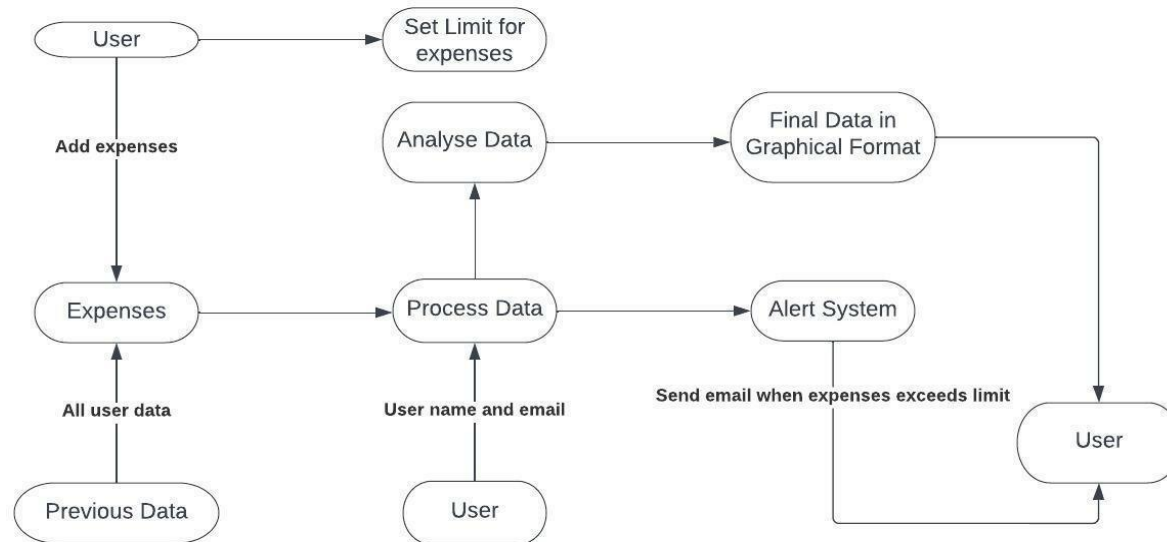 User
Set Limit for
expenses
Analyse Data
Final Data in
Graphical Format
Add expenses
Expenses
Process Data
Alert System
All user data
User name and email
Send email when expenses exceeds limit
User
Previous Data
User